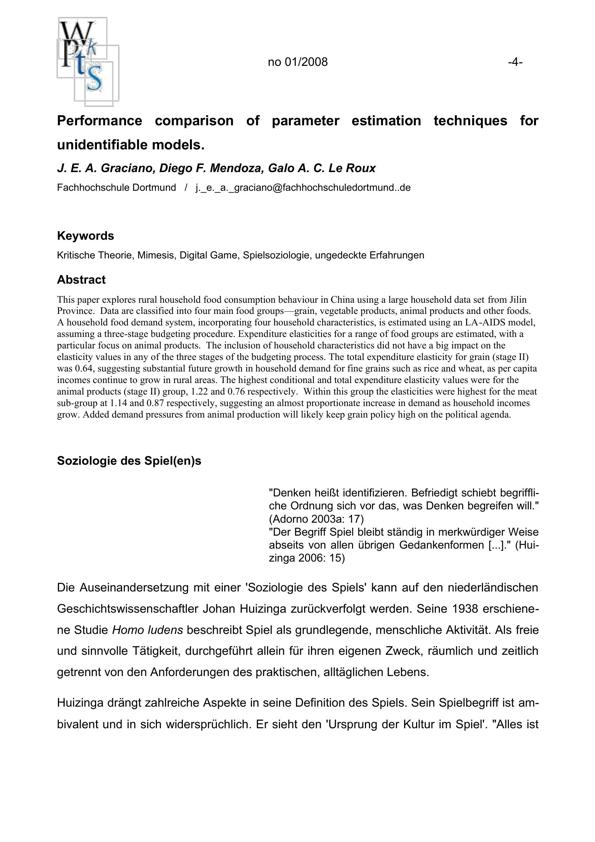 W
Pk
tS
no 01/2008 -4-
Performance comparison of parameter estimation techniques for
unidentifiable models.
J. E. A. Graciano, Diego F. Mendoza, Galo A. C. Le Roux
Fachhochschule Dortmund / j._e._a._graciano@fachhochschuledortmund..de
Keywords
Kritische Theorie, Mimesis, Digital Game, Spielsoziologie, ungedeckte Erfahrungen
Abstract
This paper explores rural household food consumption behaviour in China using a large household data set from Jilin
Province. Data are classified into four main food groups—grain, vegetable products, animal products and other foods.
A household food demand system, incorporating four household characteristics, is estimated using an LA-AIDS model,
assuming a three-stage budgeting procedure. Expenditure elasticities for a range of food groups are estimated, with a
particular focus on animal products. The inclusion of household characteristics did not have a big impact on the
elasticity values in any of the three stages of the budgeting process. The total expenditure elasticity for grain (stage II)
was 0.64, suggesting substantial future growth in household demand for fine grains such as rice and wheat, as per capita
incomes continue to grow in rural areas. The highest conditional and total expenditure elasticity values were for the
animal products (stage II) group, 1.22 and 0.76 respectively. Within this group the elasticities were highest for the meat
sub-group at 1.14 and 0.87 respectively, suggesting an almost proportionate increase in demand as household incomes
grow. Added demand pressures from animal production will likely keep grain policy high on the political agenda.
Soziologie des Spiel(en)s
"Denken heißt identifizieren. Befriedigt schiebt begriffli-
che Ordnung sich vor das, was Denken begreifen will."
(Adorno 2003a: 17)
"Der Begriff Spiel bleibt ständig in merkwürdiger Weise
abseits von allen übrigen Gedankenformen [...]." (Hui-
zinga 2006: 15)
Die Auseinandersetzung mit einer 'Soziologie des Spiels' kann auf den niederländischen
Geschichtswissenschaftler Johan Huizinga zurückverfolgt werden. Seine 1938 erschiene-
ne Studie Homo ludens beschreibt Spiel als grundlegende, menschliche Aktivität. Als freie
und sinnvolle Tätigkeit, durchgeführt allein für ihren eigenen Zweck, räumlich und zeitlich
getrennt von den Anforderungen des praktischen, alltäglichen Lebens.
Huizinga drängt zahlreiche Aspekte in seine Definition des Spiels. Sein Spielbegriff ist am-
bivalent und in sich widersprüchlich. Er sieht den 'Ursprung der Kultur im Spiel'. "Alles ist